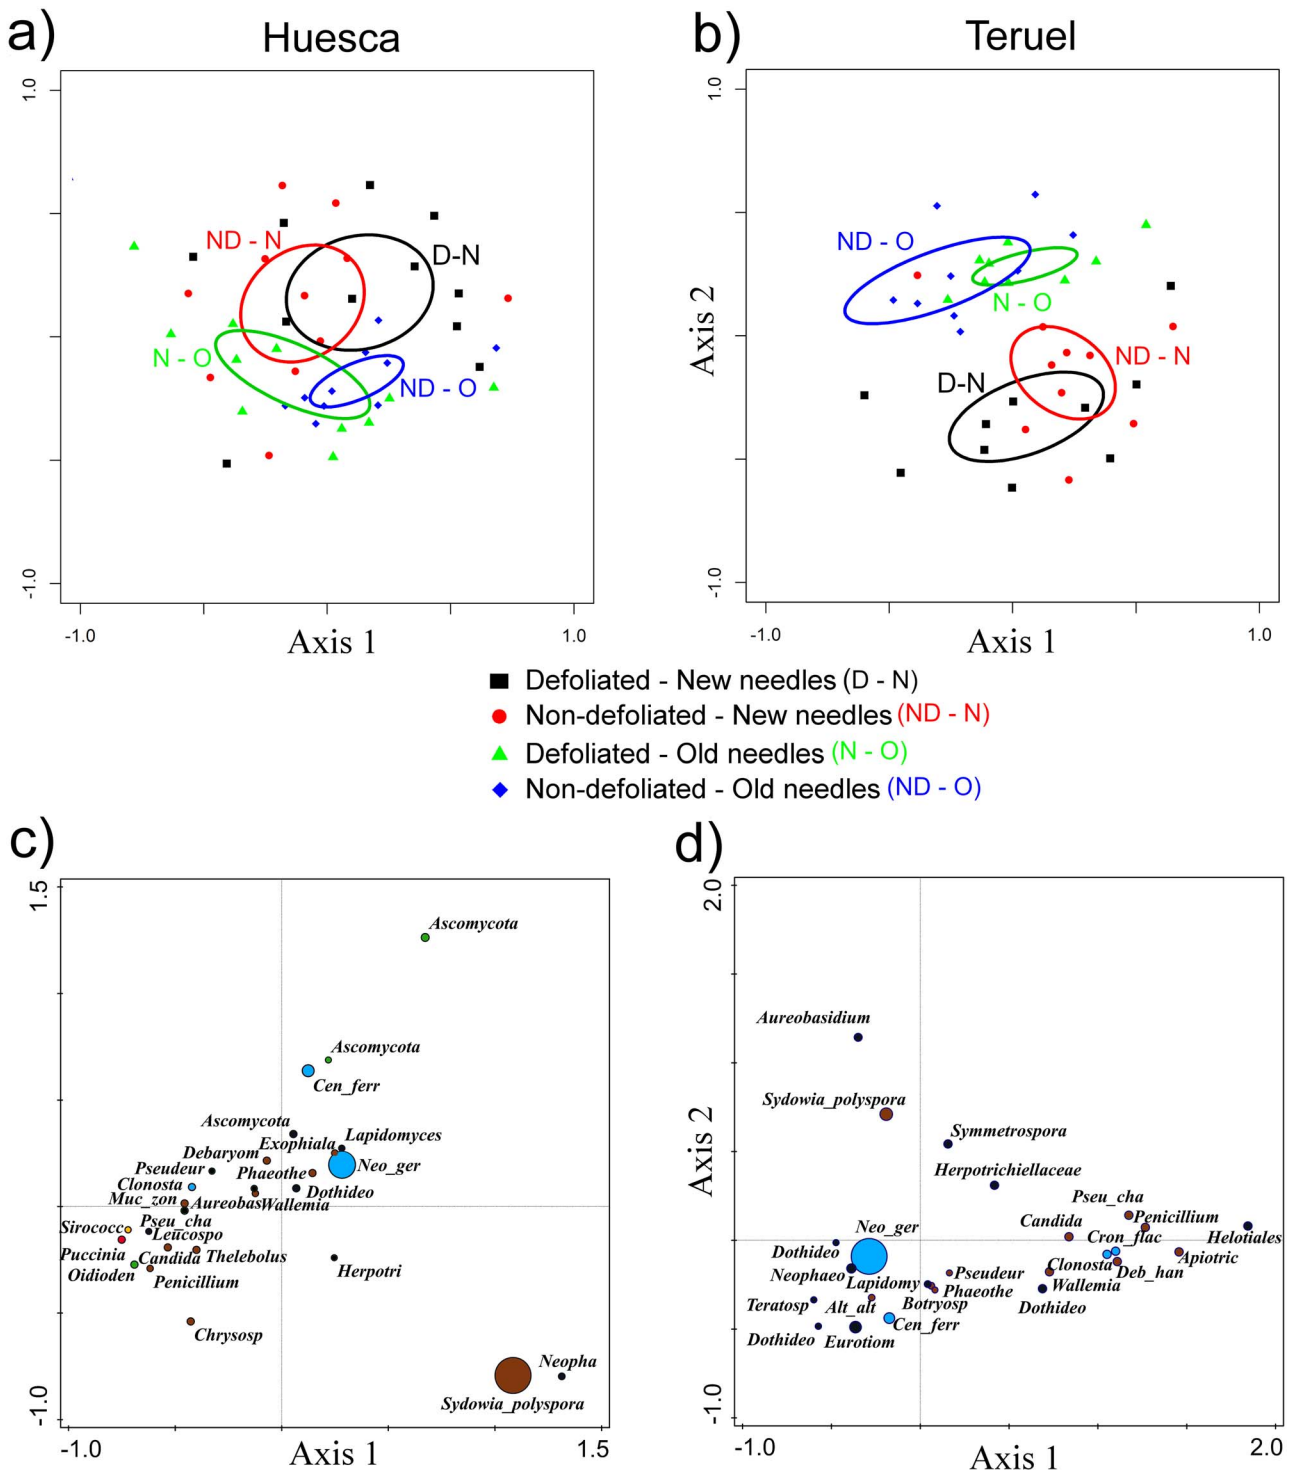 a)
Huesca
b)
Teruel
1.0
1.0
ND - N
D-N
N - O
ND - O
ND - O
N - O
Axis 2
ND - N
D-N
-1.0
-1.0
-1.0
Axis 1
1.0
-1.0
Axis 1
1.0
Defoliated - New needles (D - N)
Non-defoliated - New needles (ND - N)
Defoliated - Old needles (N - O)
Non-defoliated - Old needles (ND - O)
c)
d)
1.5
Ascomycota
Ascomycota
Cen_ferr
Ascomycota
Exophiala
Lapidomyces
Debaryom
Neo_ger
Pseudeur
Phaeothe
Clonosta
Dothideo
Muc_zon
Aureobas
Wallemia
Pseu_cha
Sirococc
Leucospo
Puccinia
Candida
Thelebolus
Oidioden
Penicillium
Herpotri
Chrysosp
Neopha
Sydowia_polyspora
-1.0
-1.0
Axis 1
1.5
2.0
Aureobasidium
Sydowia_polyspora
Symmetrospora
Axis 2
Herpotrichiellaceae
Pseu_cha
Penicillium
Candida
Neo_ger
Cron_flac
Helotiales
Dothideo
Clonosta
Apiotric
Neophaeo
Lapidomy
Pseudeur
Deb_han
Wallemia
Phaeothe
Teratosp
Alt_alt
Botryosp
Dothideo
Cen_ferr
Dothideo
Eurotiom
-1.0
-1.0
Axis 1
2.0